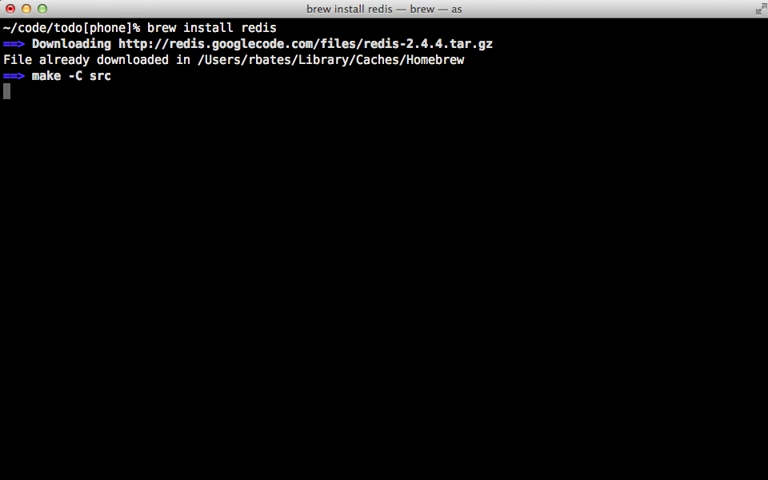 brew install redis — brew — as
~/code/todo[phone]% brew install redis
==> Downloading http://redis.googlecode.com/files/redis-2.4.4.tar.gz
File already downloaded in /Users/rbates/Library/Caches/Homebrew
==> make -C src